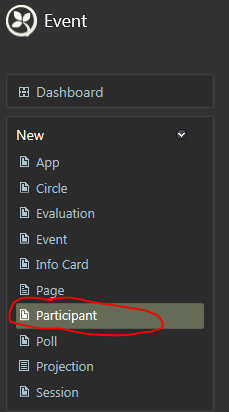 Event
Dashboard
New
App
Circle
Evaluation
Event
Info Card
Page
Participant
Poll
Projection
Session